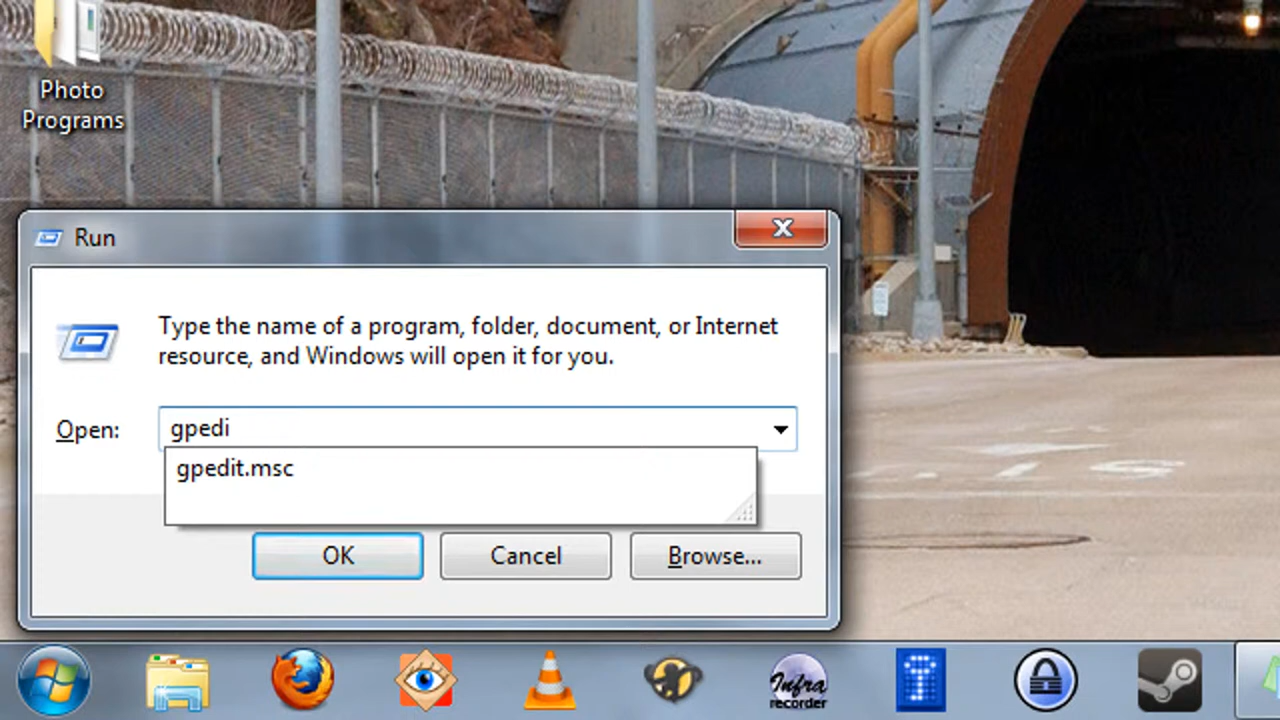 Photo
Programs
Run
Type the name of a program, folder, document, or Internet
resource, and Windows will open it for you.
Open:
gpedi
gpedit.msc
OK
Cancel
Browse...
Infra
recorder
T